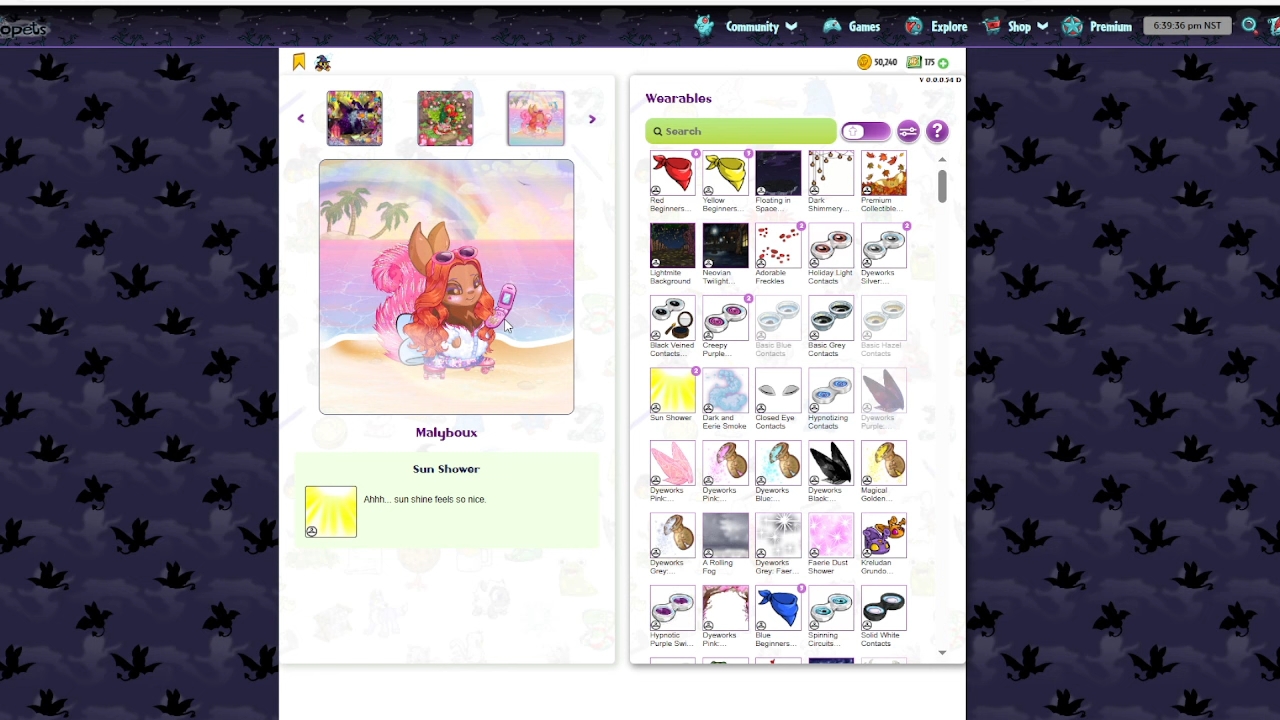 opets
Community
Games
Explore
Shop
Premium
6:39:36 pm NST
50,240
175
V 0.0.0.54 D
Wearables
Search
Red
Beginners...
Yellow
Beginners...
Floating in
Space...
Dark
Shimmery...
Premium
Collectible...
Lightmite
Background
Neovian
Twilight...
Adorable
Freckles
Holiday Light
Contacts
Dyeworks
Silver:...
Black Veined
Contacts...
Creepy
Purple...
Basic Blue
Contacts
Basic Grey
Contacts
Basic Hazel
Contacts
Sun Shower
Dark and
Eerie Smoke
Closed Eye
Contacts
Hypnotizing
Contacts
Dyeworks
Purple:...
Dyeworks
Pink:...
Dyeworks
Pink:...
Dyeworks
Blue:...
Dyeworks
Black:...
Magical
Golden...
Dyeworks
Grey:...
A Rolling
Fog
Dyeworks
Grey: Faer...
Faerie Dust
Shower
Kreludan
Grundo...
Hypnotic
Purple Swi...
Dyeworks
Pink:...
Blue
Beginners...
Spinning
Circuits...
Solid White
Contacts
Malyboux
Sun Shower
Ahhh... sun shine feels so nice.